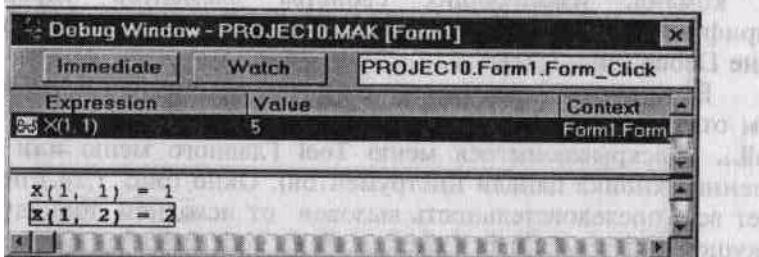 Debug Window - PROJEC10.MAK [Form1]
Immediate Watch PROJEC10.Form1.Form_Click
Expression Value Context
X(1, 1) 5 Form1.Form
X(1, 1) = 1
X(1, 2) = 2